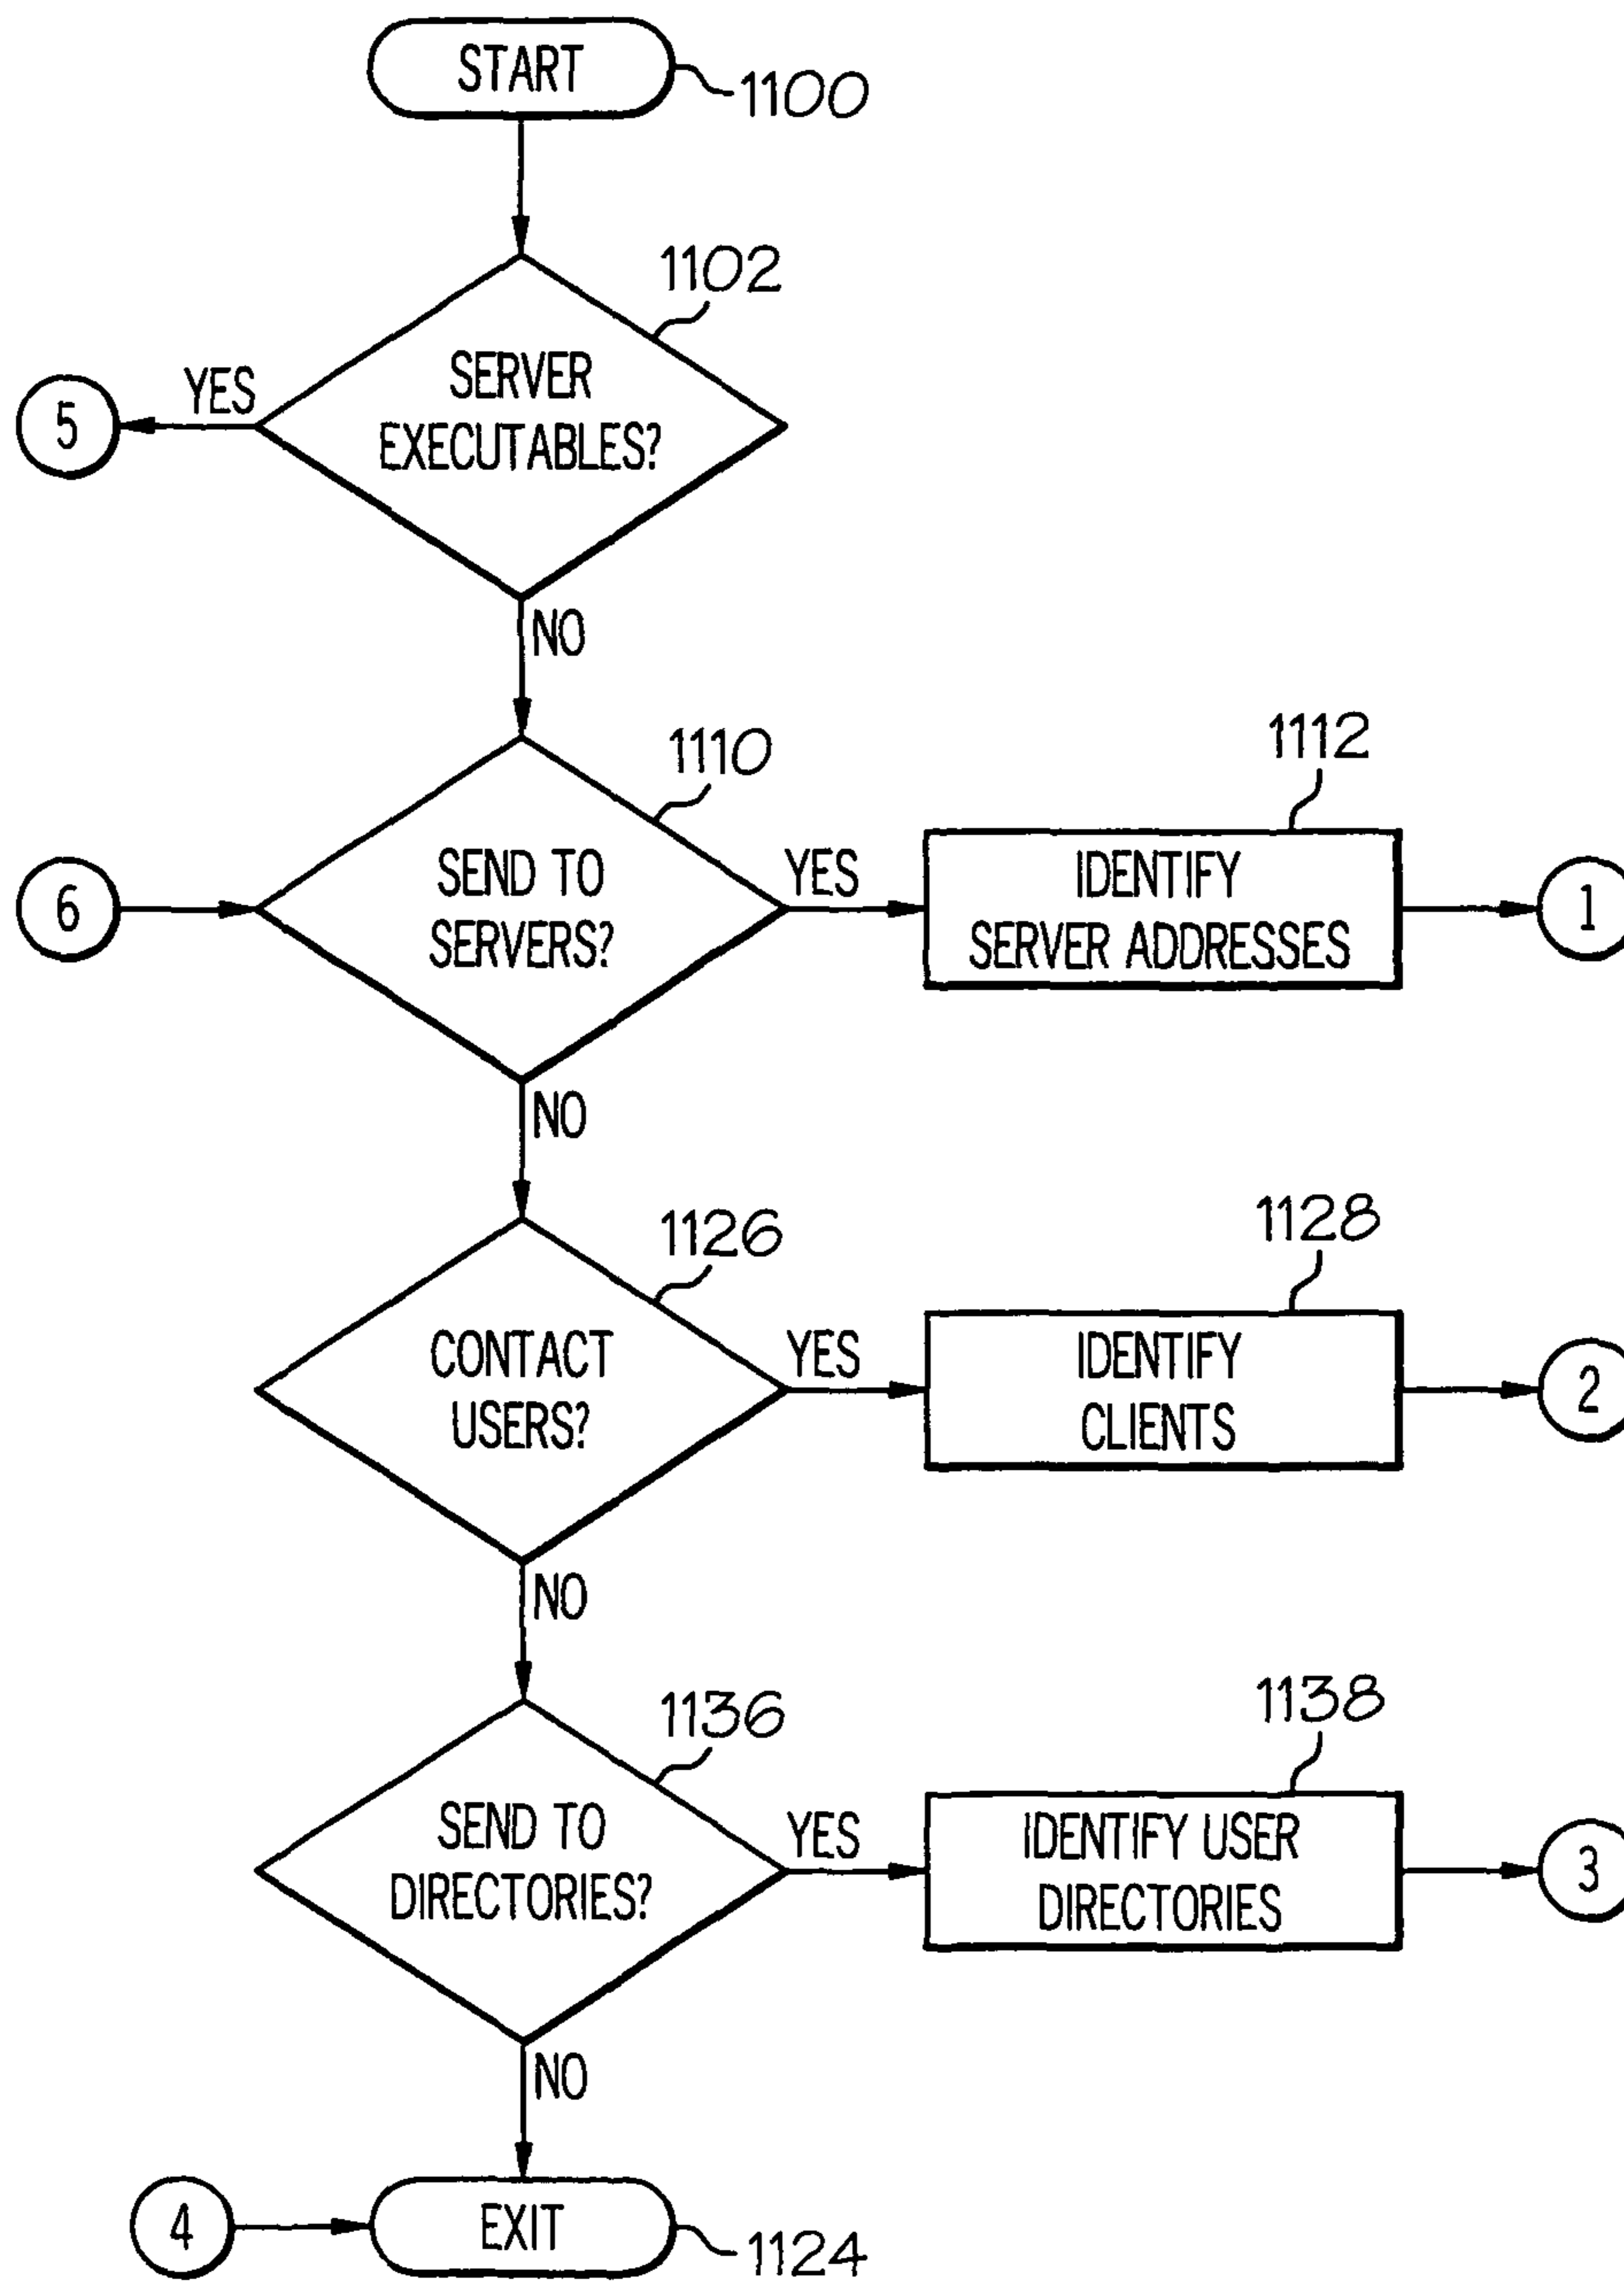 START
1100
1102
SERVER
EXECUTABLES?
YES
5
NO
1110
1112
SEND TO
SERVERS?
6
YES
IDENTIFY
SERVER ADDRESSES
1
NO
1126
1128
CONTACT
USERS?
YES
IDENTIFY
CLIENTS
2
NO
1136
1138
SEND TO
DIRECTORIES?
YES
IDENTIFY USER
DIRECTORIES
3
NO
4
EXIT
1124